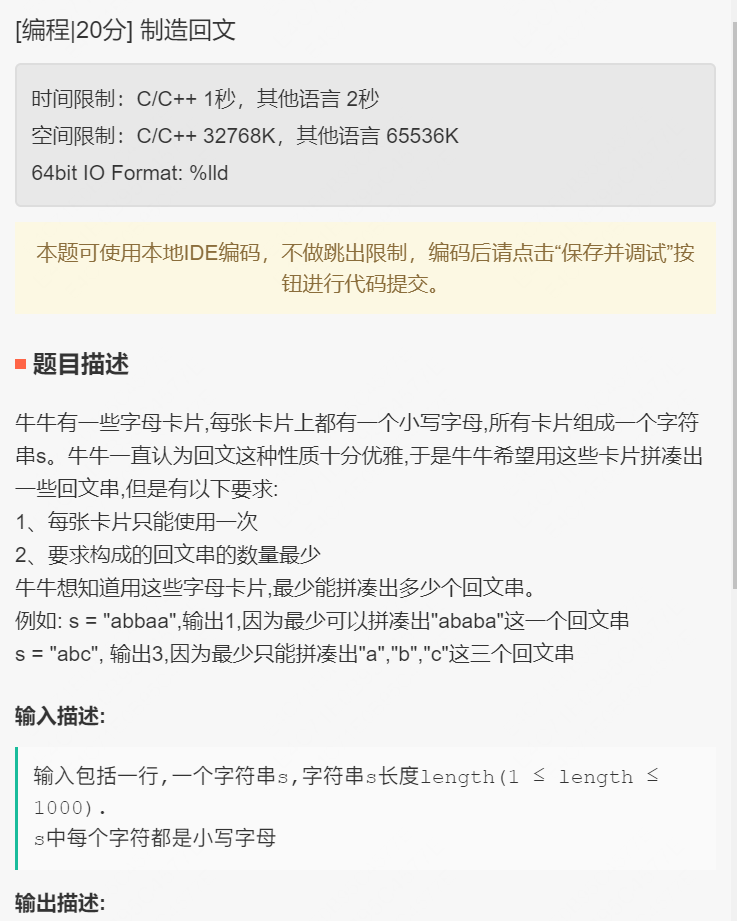 [编程|20分] 制造回文
时间限制：C/C++ 1秒，其他语言 2秒
空间限制：C/C++ 32768K，其他语言 65536K
64bit IO Format: %lld
本题可使用本地IDE编码，不做跳出限制，编码后请点击“保存并调试”按
钮进行代码提交。
题目描述
牛牛有一些字母卡片,每张卡片上都有一个小写字母,所有卡片组成一个字符
串s。牛牛一直认为回文这种性质十分优雅,于是牛牛希望用这些卡片拼凑出
一些回文串,但是有以下要求:
1、每张卡片只能使用一次
2、要求构成的回文串的数量最少
牛牛想知道用这些字母卡片,最少能拼凑出多少个回文串。
例如: s = "abbaa",输出1,因为最少可以拼凑出"ababa"这一个回文串
s = "abc", 输出3,因为最少只能拼凑出"a","b","c"这三个回文串
输入描述:
输入包括一行,一个字符串s,字符串s长度length(1 ≤ length ≤
1000).
s中每个字符都是小写字母
输出描述: